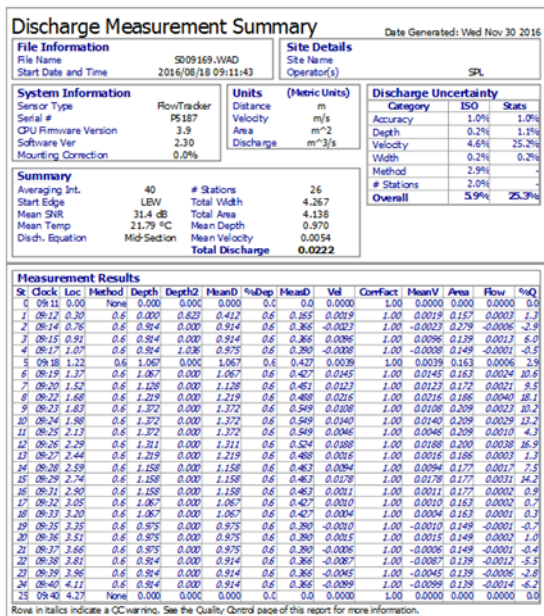 Discharge Measurement Summary
Date Generated: Wed Nov 30 2016
File Information
File Name S009169.WAD
Start Date and Time 2016/08/18 09:11:43
Site Details
Site Name
Operator(s) SPL
System Information
Sensor Type FlowTracker
Serial # P5187
CPU Firmware Version 3.9
Software Ver 2.30
Mounting Correction 0.0%
Units (Metric Units)
Distance m
Velocity m/s
Area m^2
Discharge m^3/s
Discharge Uncertainty
Category ISO Stats
Accuracy 1.0% 1.0%
Depth 0.2% 1.1%
Velocity 4.6% 25.2%
Width 0.2% 0.2%
Method 2.9% -
# Stations 2.0% -
Overall 5.9% 25.3%
Summary
Averaging Int. 40 # Stations 26
Start Edge LEW Total Width 4.267
Mean SNR 31.4 dB Total Area 4.138
Mean Temp 21.79 °C Mean Depth 0.970
Disch. Equation Mid-Section Mean Velocity 0.0054
Total Discharge 0.0222
Measurement Results
St Clock Loc Method Depth Depth2 MeanD %Dep MeasD Vel CorrFact MeanV Area Flow %Q
0 09:11 0.00 None 0.000 0.000 0.000 0.0 0.0 0.0000 1.00 0.0000 0.000 0.0000 0.0
1 09:12 0.30 0.6 0.000 0.823 0.412 0.6 0.165 0.0019 1.00 0.0019 0.157 0.0003 1.3
2 09:14 0.76 0.6 0.914 0.000 0.914 0.6 0.366 -0.0023 1.00 -0.0023 0.279 -0.0006 -2.9
3 09:15 0.91 0.6 0.914 0.000 0.914 0.6 0.366 0.0096 1.00 0.0096 0.139 0.0013 6.0
4 09:17 1.07 0.6 0.914 1.036 0.975 0.6 0.390 -0.0008 1.00 -0.0008 0.149 -0.0001 -0.5
5 09:18 1.22 0.6 1.067 0.000 1.067 0.6 0.427 0.0039 1.00 0.0039 0.163 0.0006 2.9
6 09:19 1.37 0.6 1.067 0.000 1.067 0.6 0.427 0.0145 1.00 0.0145 0.163 0.0024 10.6
7 09:20 1.52 0.6 1.128 0.000 1.128 0.6 0.451 0.0123 1.00 0.0123 0.172 0.0021 9.5
8 09:22 1.68 0.6 1.219 0.000 1.219 0.6 0.488 0.0216 1.00 0.0216 0.186 0.0040 18.1
9 09:23 1.83 0.6 1.372 0.000 1.372 0.6 0.549 0.0108 1.00 0.0108 0.209 0.0023 10.2
10 09:24 1.98 0.6 1.372 0.000 1.372 0.6 0.549 0.0140 1.00 0.0140 0.209 0.0029 13.2
11 09:25 2.13 0.6 1.372 0.000 1.372 0.6 0.549 0.0046 1.00 0.0046 0.209 0.0010 4.3
12 09:26 2.29 0.6 1.311 0.000 1.311 0.6 0.524 0.0188 1.00 0.0188 0.200 0.0038 16.9
13 09:27 2.44 0.6 1.219 0.000 1.219 0.6 0.488 0.0016 1.00 0.0016 0.186 0.0003 1.3
14 09:28 2.59 0.6 1.158 0.000 1.158 0.6 0.463 0.0094 1.00 0.0094 0.177 0.0017 7.5
15 09:29 2.74 0.6 1.158 0.000 1.158 0.6 0.463 0.0178 1.00 0.0178 0.177 0.0031 14.2
16 09:31 2.90 0.6 1.158 0.000 1.158 0.6 0.463 0.0011 1.00 0.0011 0.177 0.0002 0.9
17 09:32 3.05 0.6 1.067 0.000 1.067 0.6 0.427 0.0010 1.00 0.0010 0.163 0.0002 0.7
18 09:33 3.20 0.6 1.067 0.000 1.067 0.6 0.427 0.0004 1.00 0.0004 0.163 0.0001 0.3
19 09:35 3.35 0.6 0.975 0.000 0.975 0.6 0.390 -0.0010 1.00 -0.0010 0.149 -0.0001 -0.7
20 09:36 3.51 0.6 0.975 0.000 0.975 0.6 0.390 0.0015 1.00 0.0015 0.149 0.0002 1.0
21 09:37 3.66 0.6 0.975 0.000 0.975 0.6 0.390 -0.0006 1.00 -0.0006 0.149 -0.0001 -0.4
22 09:38 3.81 0.6 0.914 0.000 0.914 0.6 0.366 -0.0087 1.00 -0.0087 0.139 -0.0012 -5.5
23 09:39 3.96 0.6 0.914 0.000 0.914 0.6 0.366 -0.0045 1.00 -0.0045 0.139 -0.0006 -2.8
24 09:40 4.11 0.6 0.914 0.000 0.914 0.6 0.366 -0.0099 1.00 -0.0099 0.139 -0.0014 -6.2
25 09:40 4.27 None 0.000 0.000 0.000 0.0 0.0 0.0000 1.00 0.0000 0.000 0.0000 0.0
Rows in italics indicate a QC warning. See the Quality Control page of this report for more information.